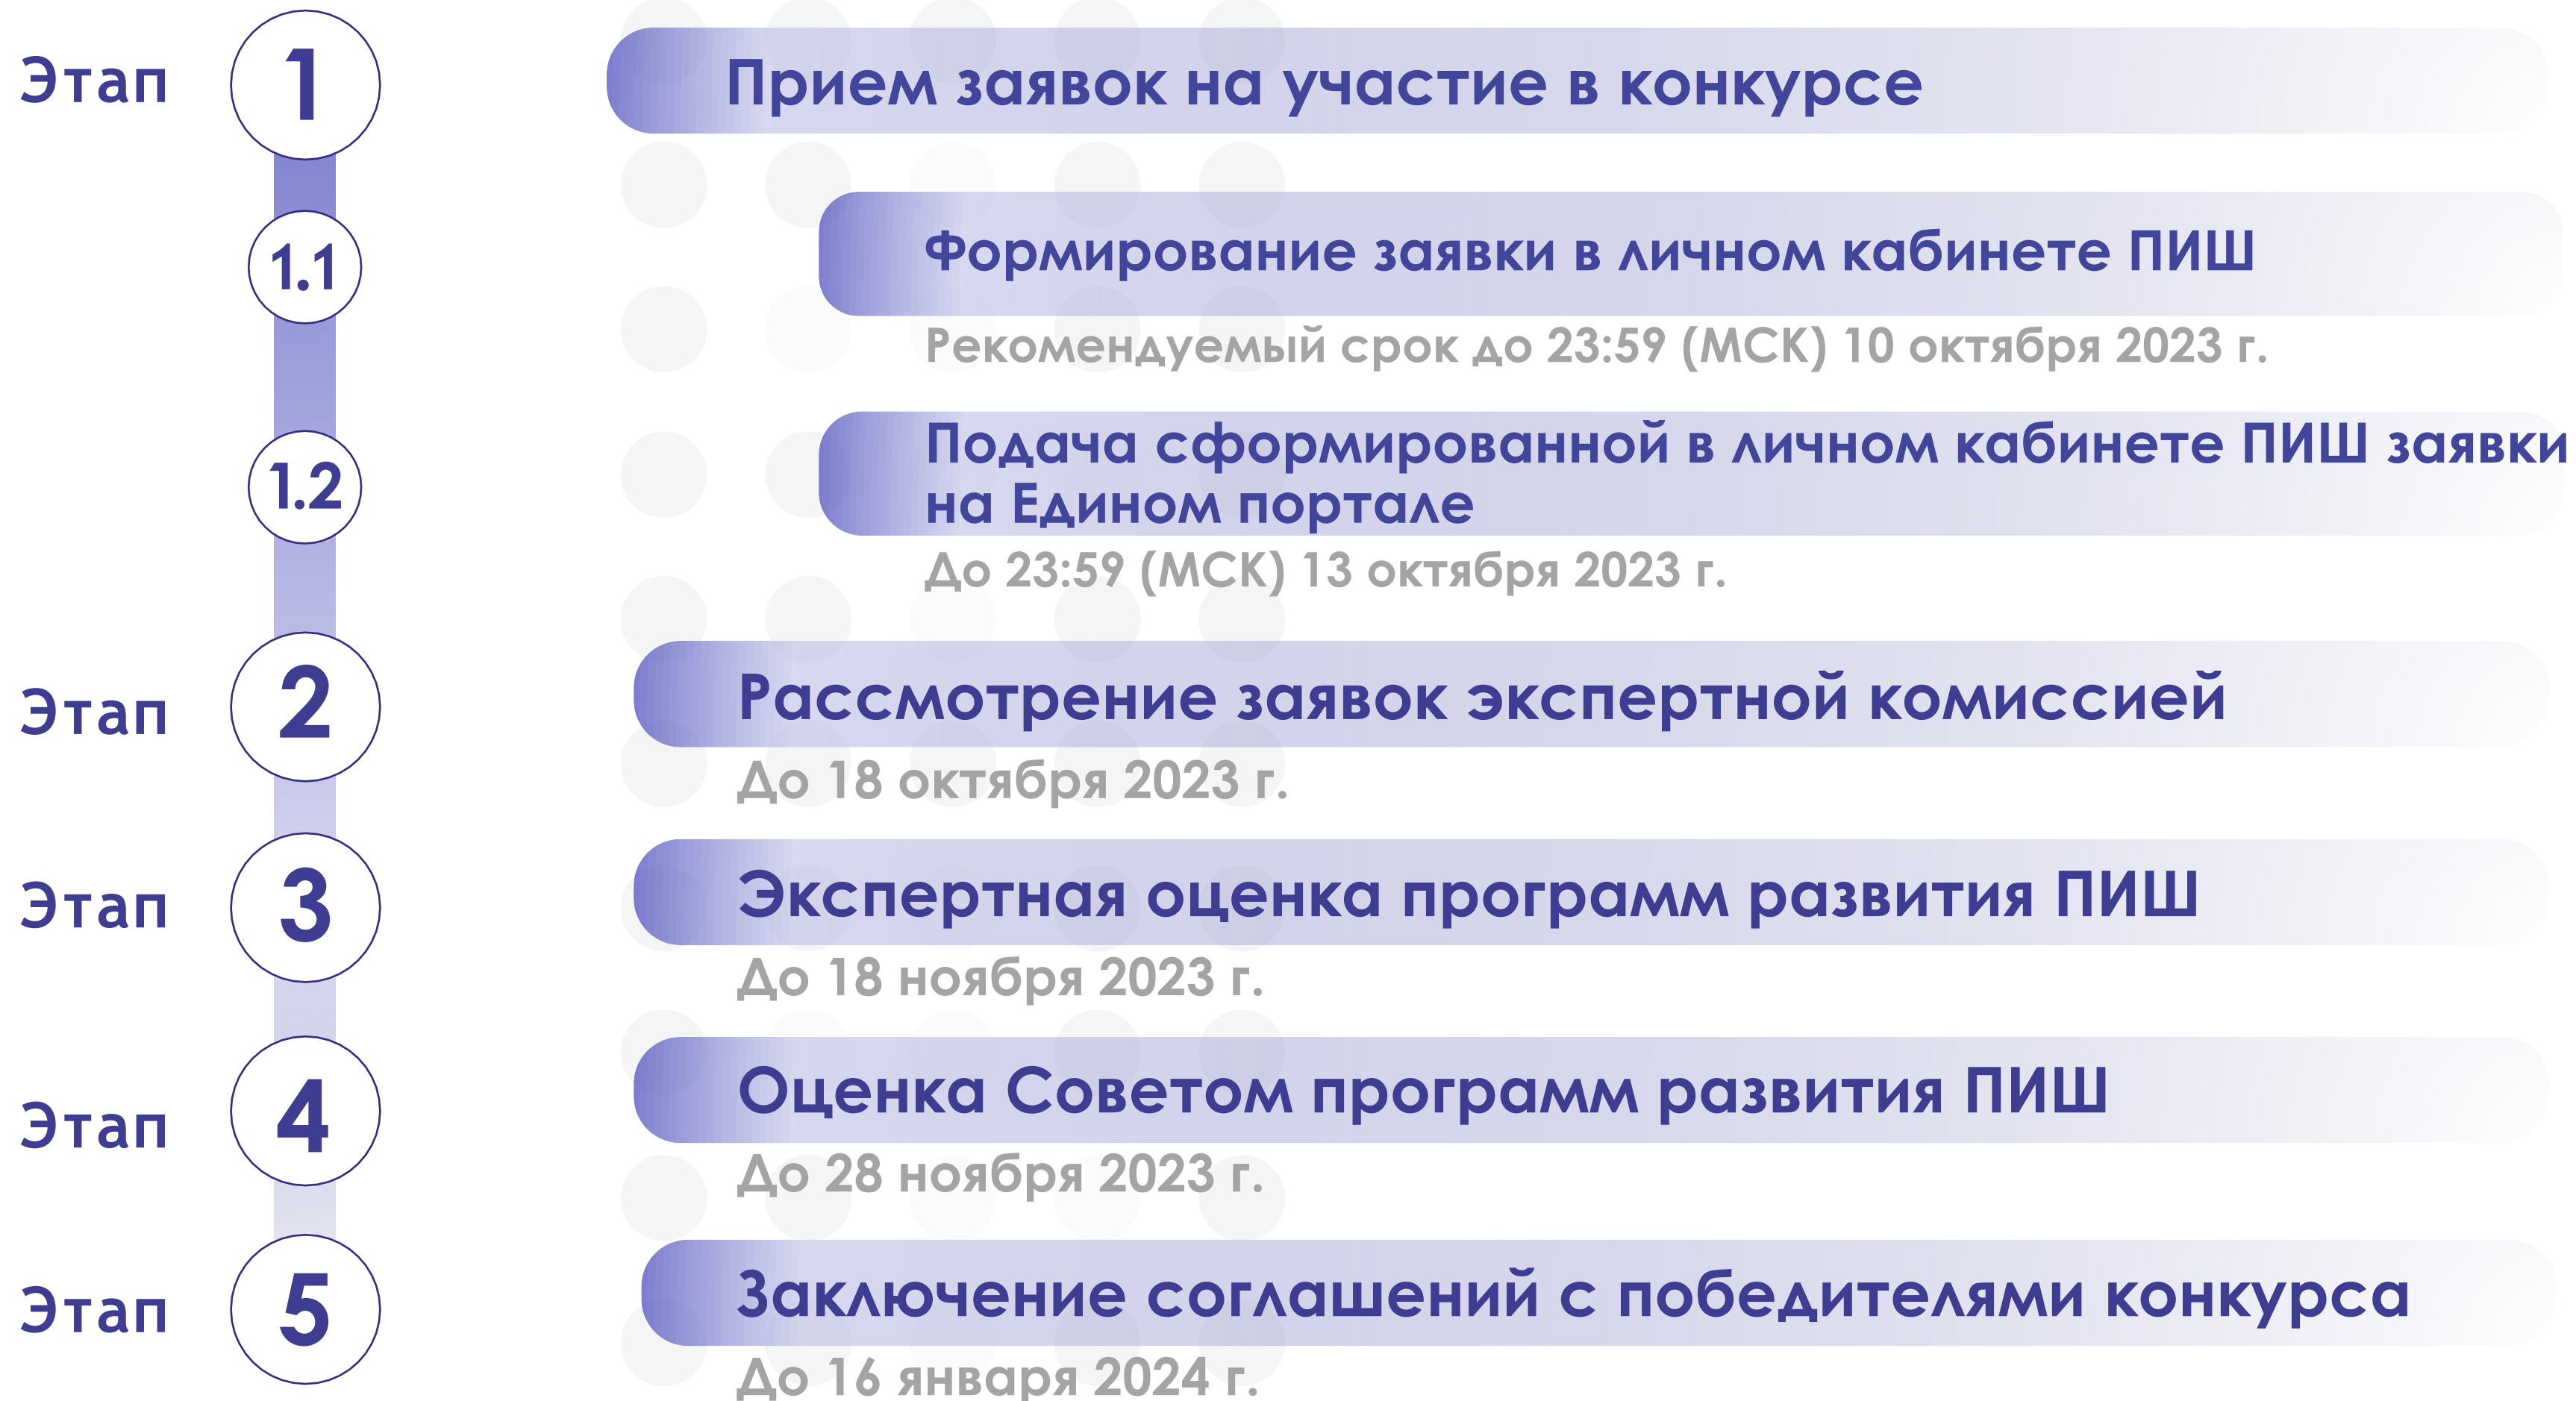 Этап 1 Прием заявок на участие в конкурсе
1.1 Формирование заявки в личном кабинете ПИШ
Рекомендуемый срок до 23:59 (МСК) 10 октября 2023 г.
1.2 Подача сформированной в личном кабинете ПИШ заявки
на Едином портале
До 23:59 (МСК) 13 октября 2023 г.
Этап 2 Рассмотрение заявок экспертной комиссией
До 18 октября 2023 г.
Этап 3 Экспертная оценка программ развития ПИШ
До 18 ноября 2023 г.
Этап 4 Оценка Советом программ развития ПИШ
До 28 ноября 2023 г.
Этап 5 Заключение соглашений с победителями конкурса
До 16 января 2024 г.